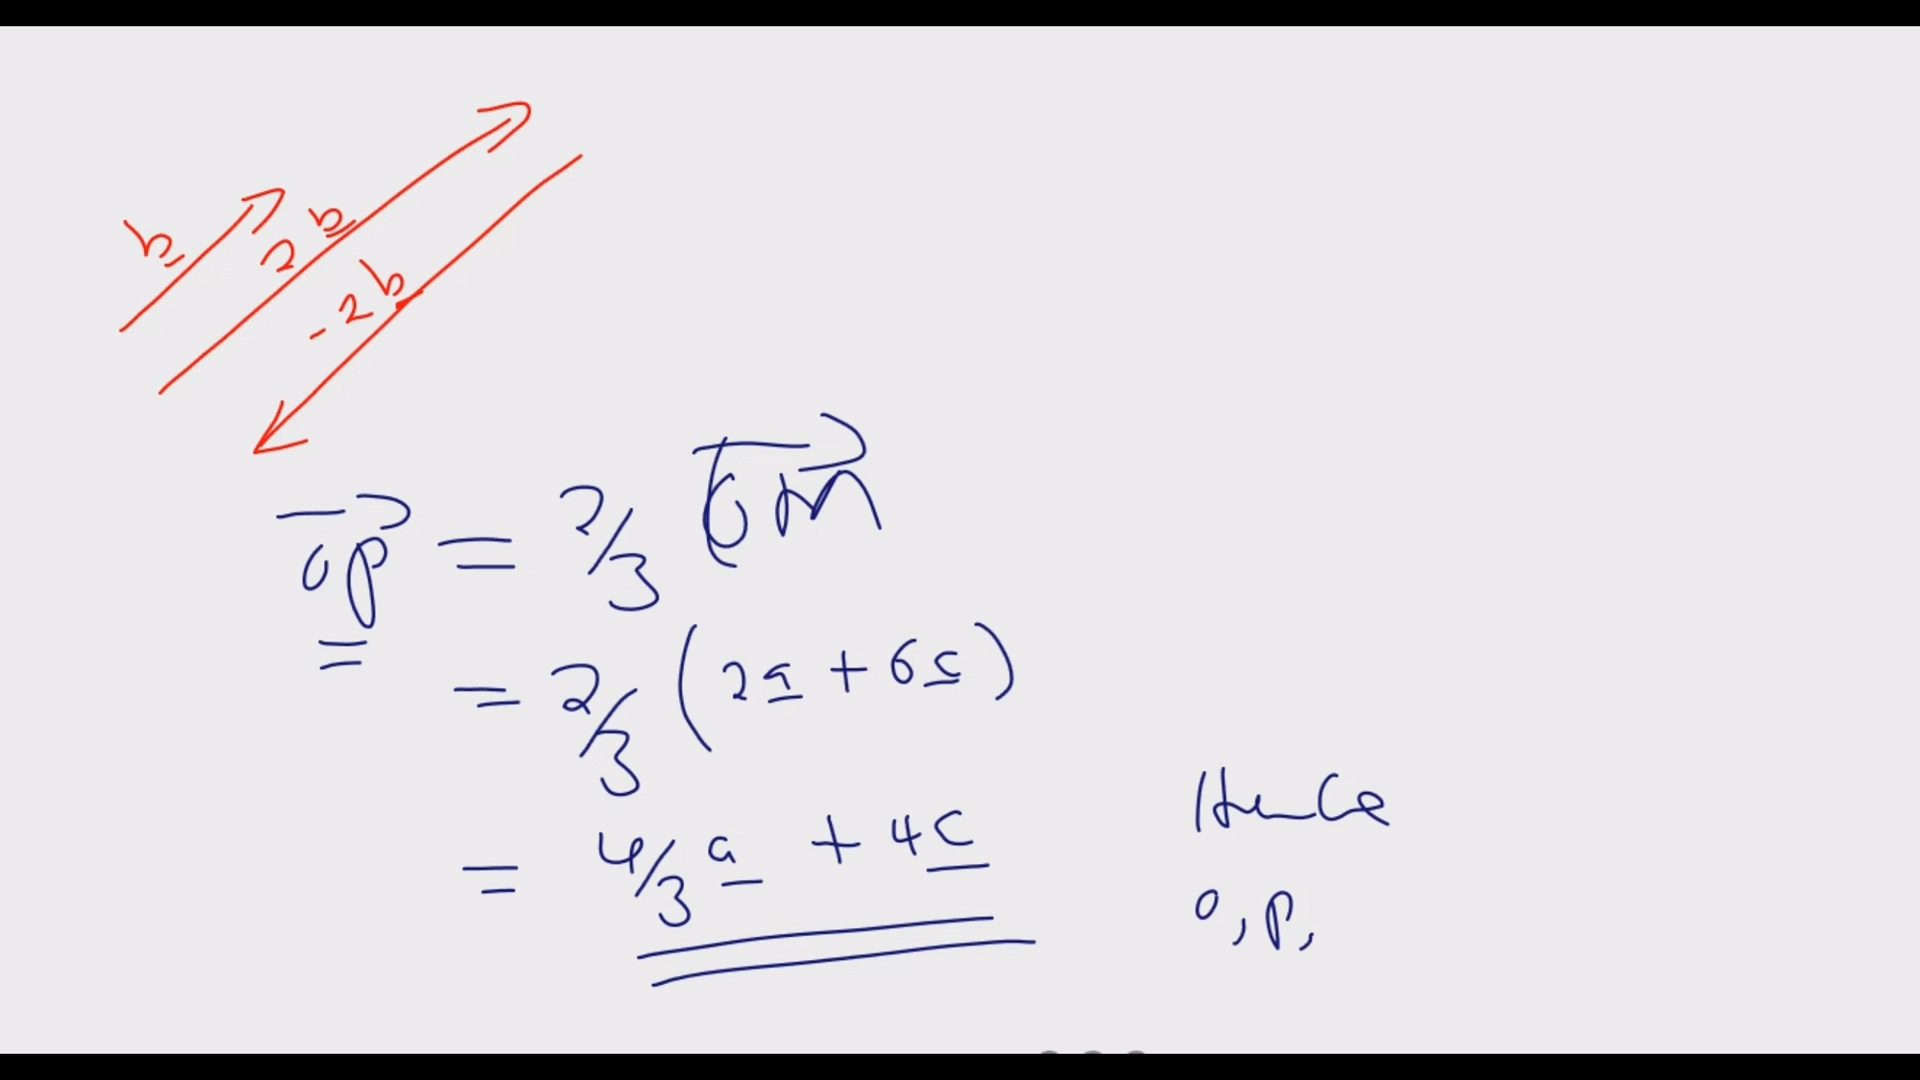 b
2b
-2b
OP = 2/3 OM
= 2/3 (2a + 6c)
= 4/3 a + 4c
Hence
O, P,